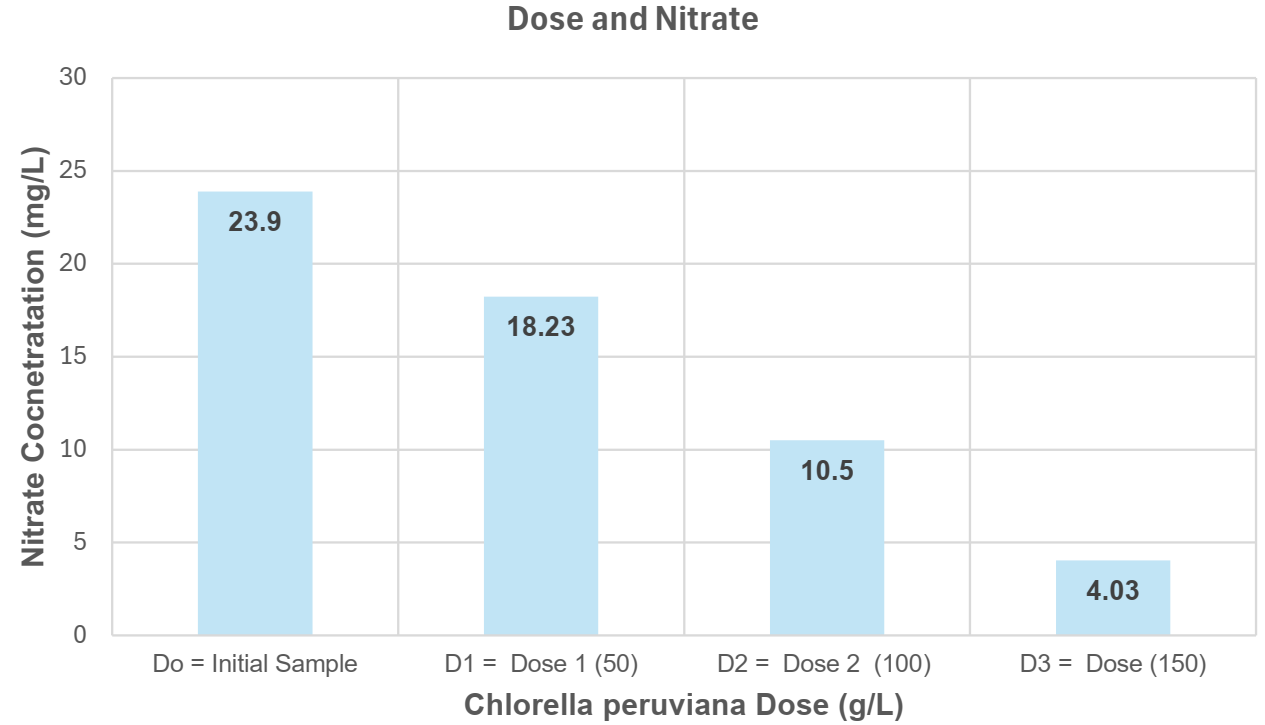 Dose and Nitrate
Nitrate Cocnetratation (mg/L)
30
25
20
15
10
5
0
23.9
18.23
10.5
4.03
Do = Initial Sample
D1 =  Dose 1 (50)
D2 =  Dose 2  (100)
D3 =  Dose (150)
Chlorella peruviana Dose (g/L)